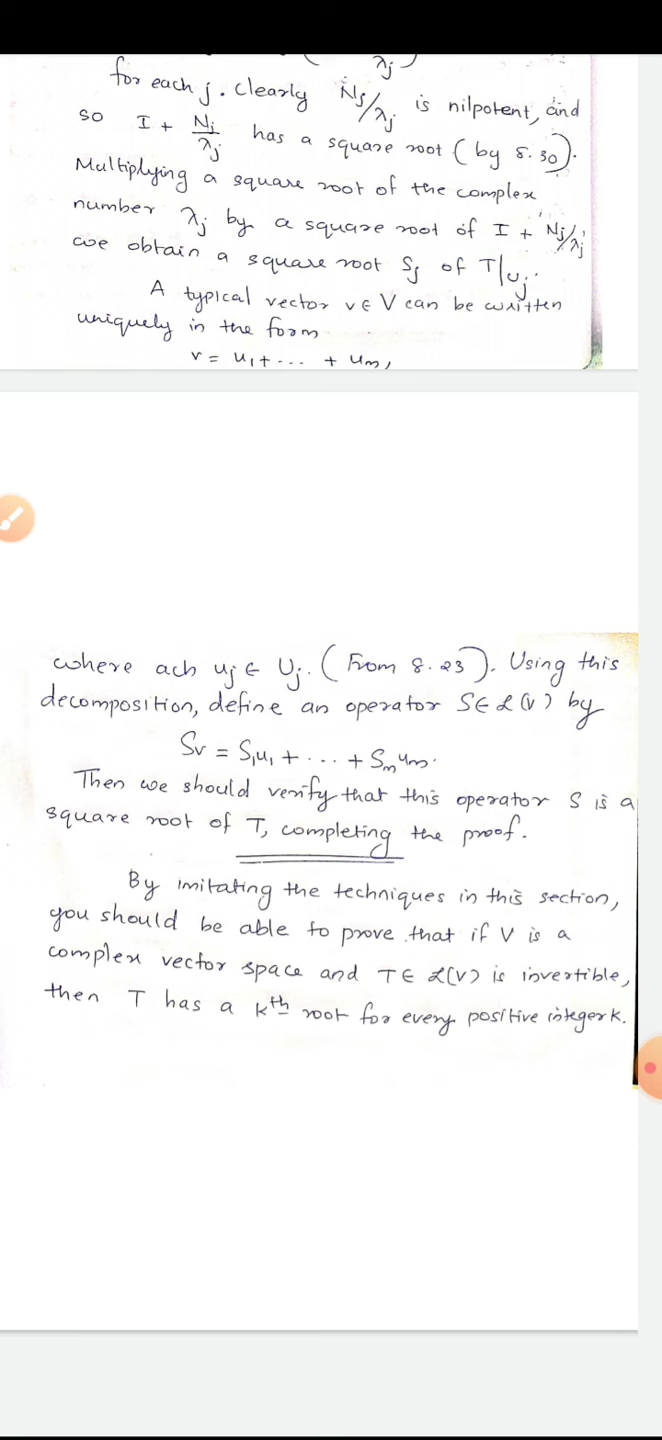 λj )
for each j. Clearly Nj/λj is nilpotent, and
so I + Nj/λj has a square root (by 8.30).
Multiplying a square root of the complex
number λj by a square root of I + Nj/λj
we obtain a square root Sj of T|Uj.
A typical vector v ∈ V can be written
uniquely in the form
v = u1 + ... + um,
where ach uj ∈ Uj. (From 8.23). Using this
decomposition, define an operator S ∈ L(V) by
Sv = S1u1 + ... + Smum.
Then we should verify that this operator S is a
square root of T, completing the proof.
By imitating the techniques in this section,
you should be able to prove that if V is a
complex vector space and T ∈ L(V) is invertible,
then T has a kth root for every positive integer k.